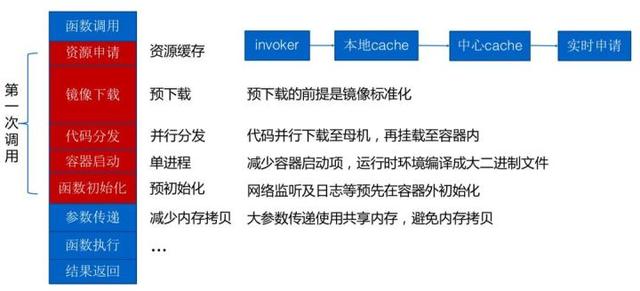 函数调用
资源申请 资源缓存 invoker 本地cache 中心cache 实时申请
第一次调用
镜像下载 预下载 预下载的前提是镜像标准化
代码分发 并行分发 代码并行下载至母机，再挂载至容器内
容器启动 单进程 减少容器启动项，运行时环境编译成大二进制文件
函数初始化 预初始化 网络监听及日志等预先在容器外初始化
参数传递 减少内存拷贝 大参数传递使用共享内存，避免内存拷贝
函数执行 …
结果返回